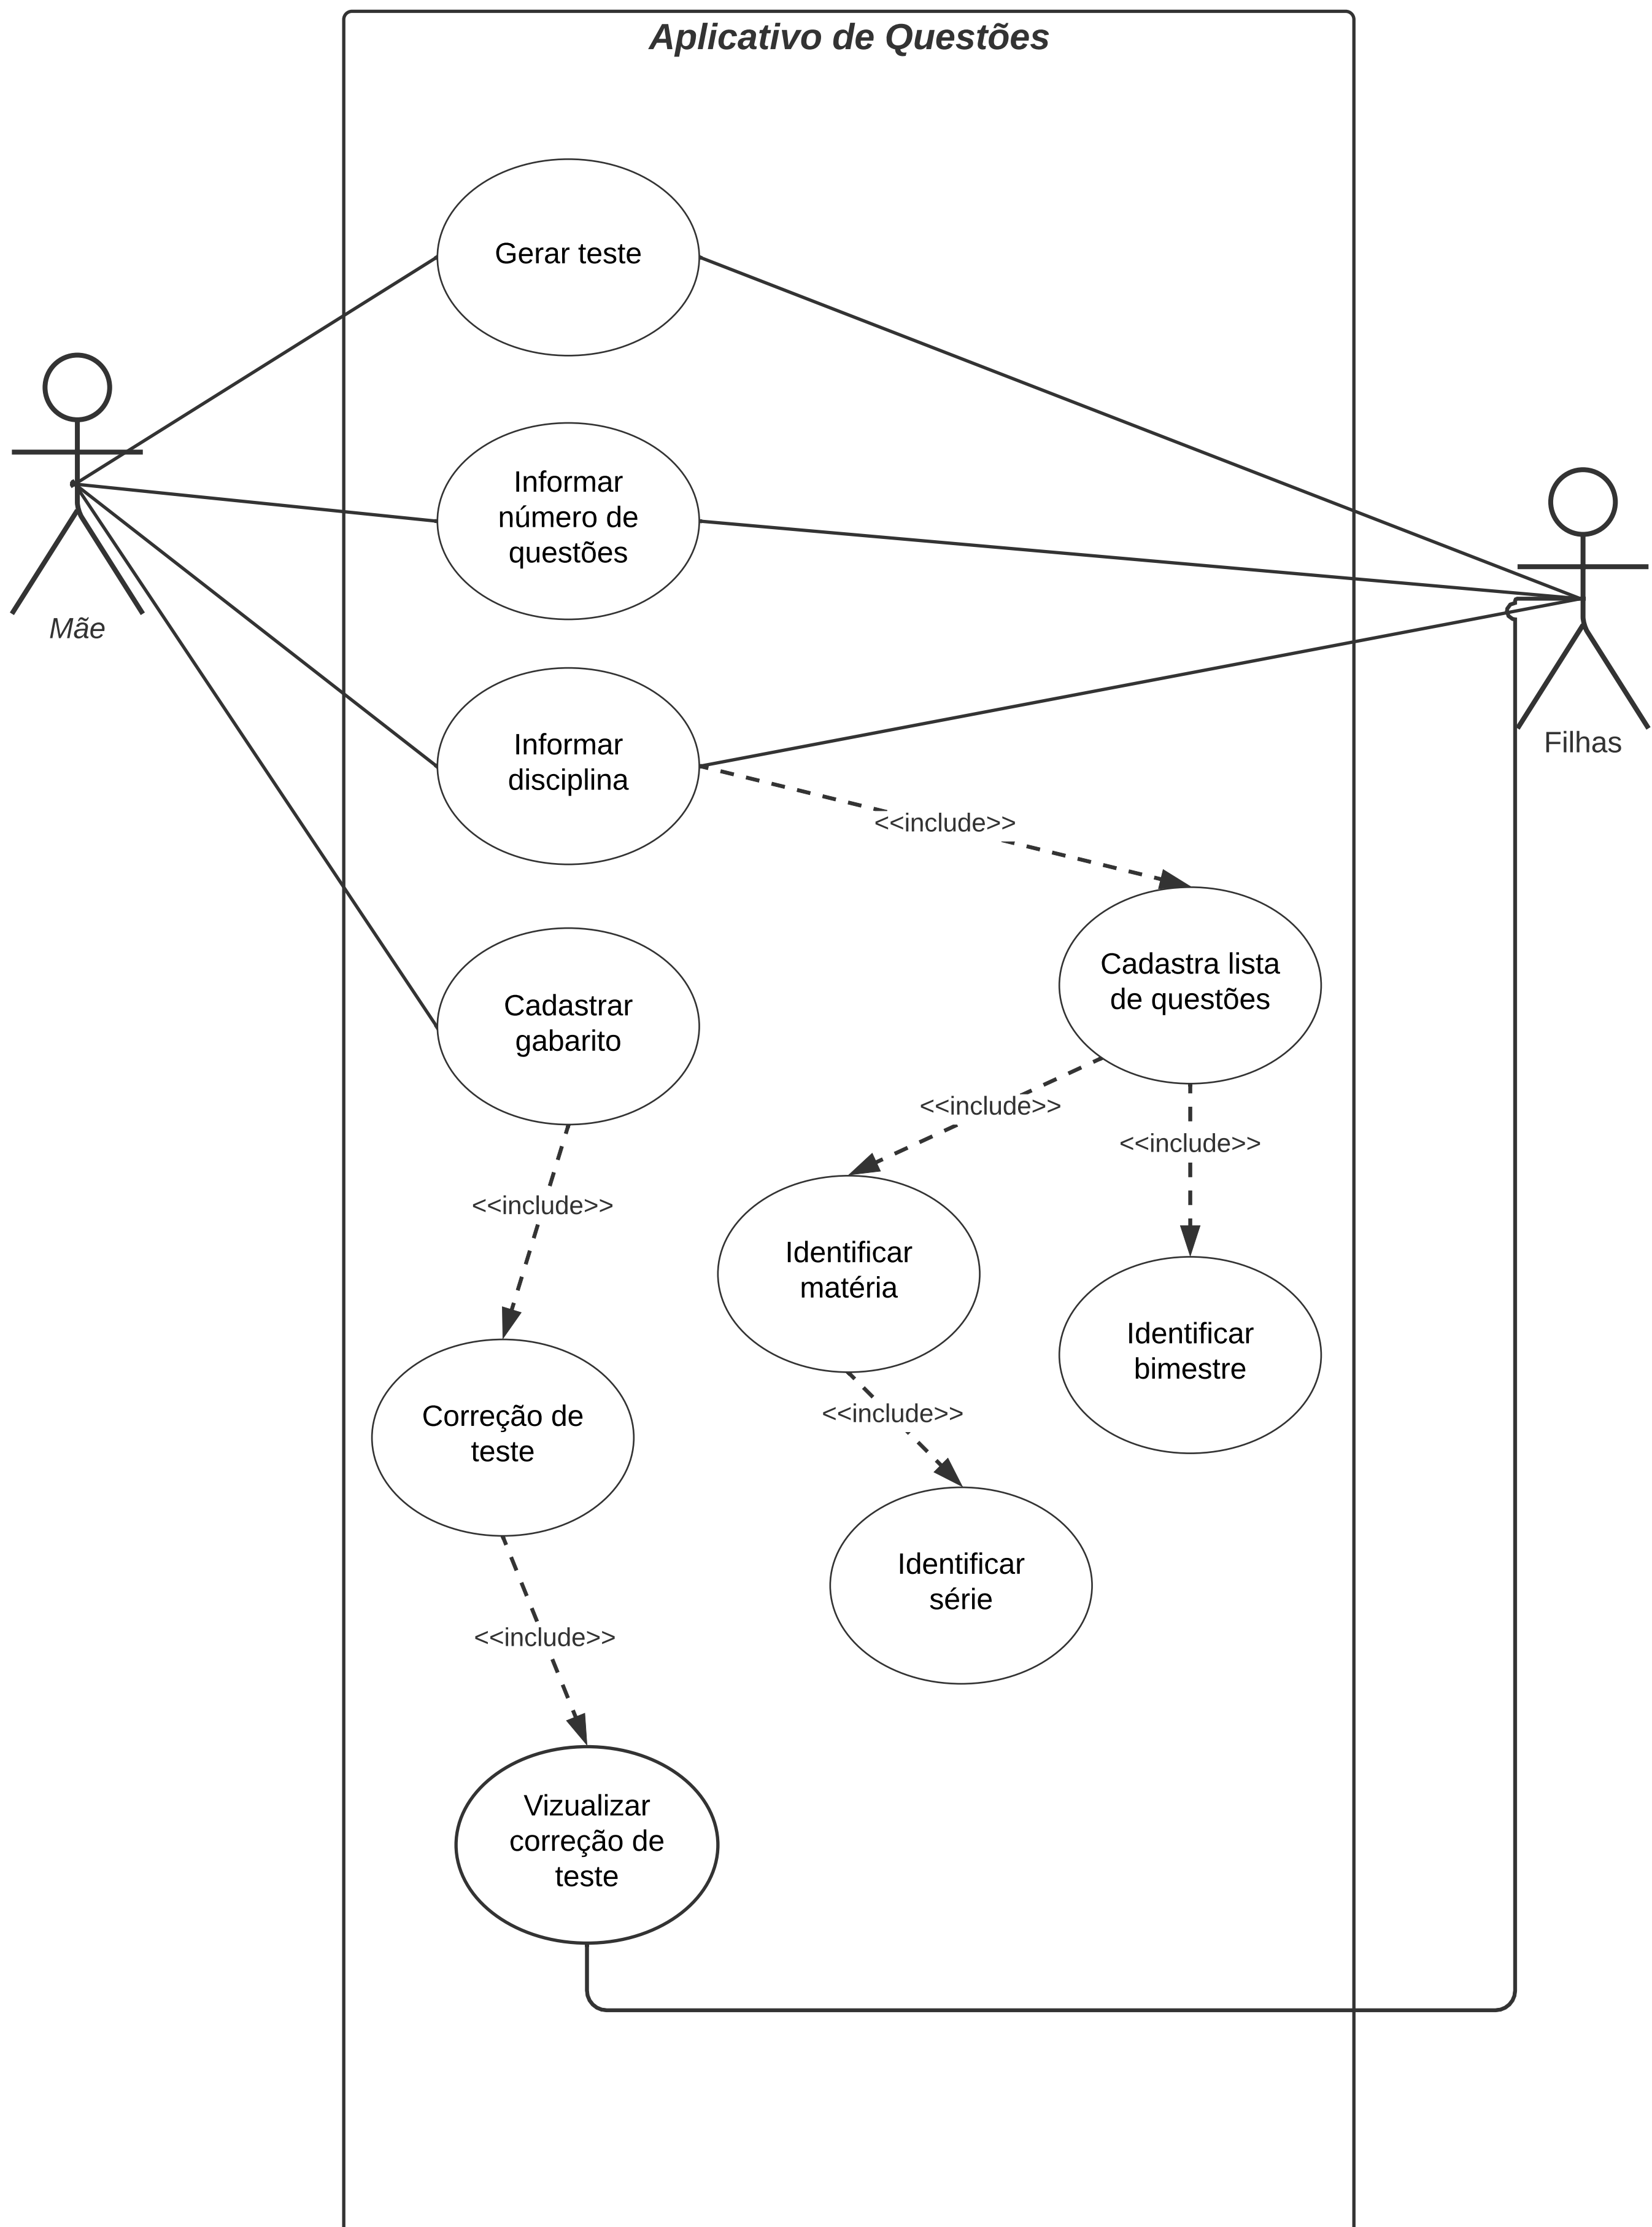 Aplicativo de Questões
Gerar teste
Informar
número de
questões
Mãe
Filhas
Informar
disciplina
<<include>>
Cadastra lista
de questões
Cadastrar
gabarito
<<include>>
<<include>>
<<include>>
Identificar
matéria
Identificar
bimestre
Correção de
teste
<<include>>
Identificar
série
<<include>>
Vizualizar
correção de
teste